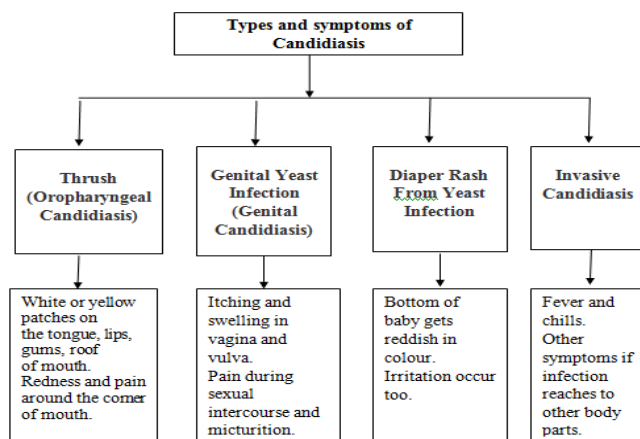 Types and symptoms of
Candidiasis
Thrush
(Oropharyngeal
Candidiasis)
Genital Yeast
Infection
(Genital
Candidiasis)
Diaper Rash
From Yeast
Infection
Invasive
Candidiasis
White or yellow
patches on
the tongue, lips,
gums, roof
of mouth.
Redness and pain
around the corner
of mouth.
Itching and
swelling in
vagina and
vulva.
Pain during
sexual
intercourse and
micturition.
Bottom of
baby gets
reddish in
colour.
Irritation occur
too.
Fever and
chills.
Other
symptoms if
infection
reaches to
other body
parts.